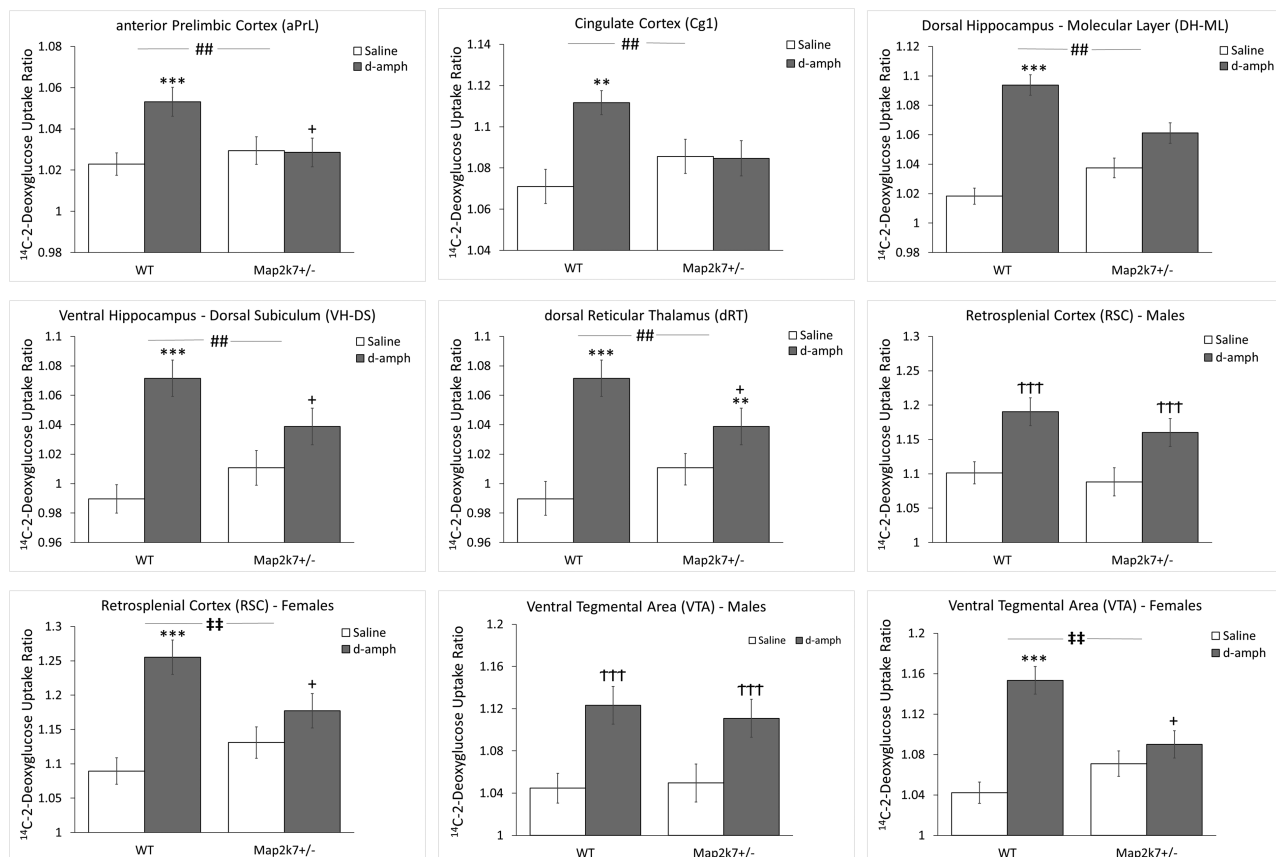 anterior Prelimbic Cortex (aPrL)
¹⁴C-2-Deoxyglucose Uptake Ratio
1.08
1.06
1.04
1.02
1
0.98
##
***
+
Saline
d-amph
WT Map2k7+/-
Cingulate Cortex (Cg1)
¹⁴C-2-Deoxyglucose Uptake Ratio
1.14
1.12
1.1
1.08
1.06
1.04
##
**
Saline
d-amph
WT Map2k7+/-
Dorsal Hippocampus - Molecular Layer (DH-ML)
¹⁴C-2-Deoxyglucose Uptake Ratio
1.12
1.1
1.08
1.06
1.04
1.02
1
0.98
##
***
Saline
d-amph
WT Map2k7+/-
Ventral Hippocampus - Dorsal Subiculum (VH-DS)
¹⁴C-2-Deoxyglucose Uptake Ratio
1.1
1.08
1.06
1.04
1.02
1
0.98
0.96
##
***
+
Saline
d-amph
WT Map2k7+/-
dorsal Reticular Thalamus (dRT)
¹⁴C-2-Deoxyglucose Uptake Ratio
1.1
1.08
1.06
1.04
1.02
1
0.98
0.96
##
***
+
**
Saline
d-amph
WT Map2k7+/-
Retrosplenial Cortex (RSC) - Males
¹⁴C-2-Deoxyglucose Uptake Ratio
1.3
1.25
1.2
1.15
1.1
1.05
1
†††
†††
Saline
d-amph
WT Map2k7+/-
Retrosplenial Cortex (RSC) - Females
¹⁴C-2-Deoxyglucose Uptake Ratio
1.3
1.25
1.2
1.15
1.1
1.05
1
‡‡
***
+
Saline
d-amph
WT Map2k7+/-
Ventral Tegmental Area (VTA) - Males
¹⁴C-2-Deoxyglucose Uptake Ratio
1.2
1.16
1.12
1.08
1.04
1
†††
†††
Saline d-amph
WT Map2k7+/-
Ventral Tegmental Area (VTA) - Females
¹⁴C-2-Deoxyglucose Uptake Ratio
1.2
1.16
1.12
1.08
1.04
1
‡‡
***
+
Saline
d-amph
WT Map2k7+/-